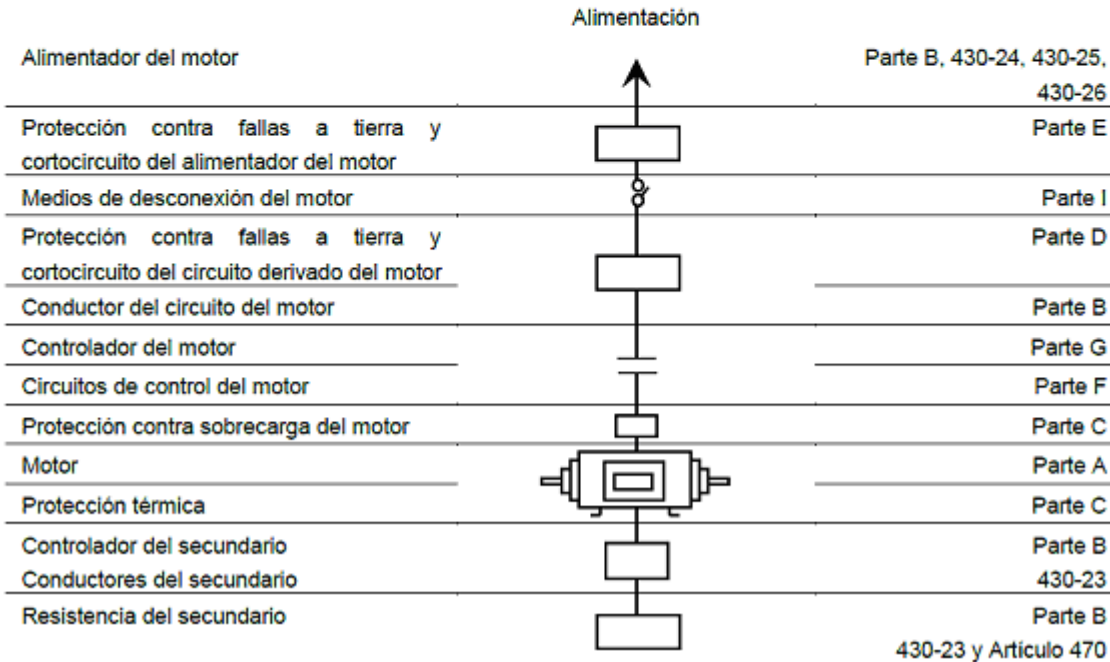 Alimentación
Alimentador del motor
Parte B, 430-24, 430-25,
430-26
Protección contra fallas a tierra y
cortocircuito del alimentador del motor
Parte E
Medios de desconexión del motor
Parte I
Protección contra fallas a tierra y
cortocircuito del circuito derivado del motor
Parte D
Conductor del circuito del motor
Parte B
Controlador del motor
Parte G
Circuitos de control del motor
Parte F
Protección contra sobrecarga del motor
Parte C
Motor
Parte A
Protección térmica
Parte C
Controlador del secundario
Parte B
Conductores del secundario
430-23
Resistencia del secundario
Parte B
430-23 y Artículo 470